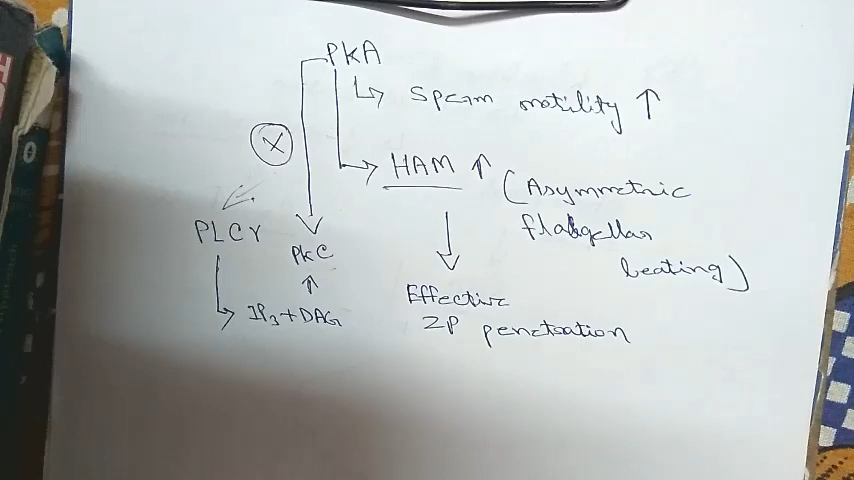 PKA
↳ Sperm motility ↑
X
→ HAM ↑ (Asymmetric
flagellar
beating)
PLCγ
PKC
↑
→ IP3 + DAG
Effective
ZP penetration